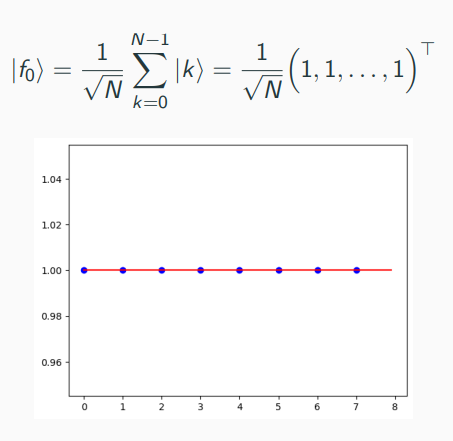 |f₀⟩ = 1/√N ∑_{k=0}^{N−1} |k⟩ = 1/√N (1, 1, . . . , 1)^⊤
1.04
1.02
1.00
0.98
0.96
0 1 2 3 4 5 6 7 8